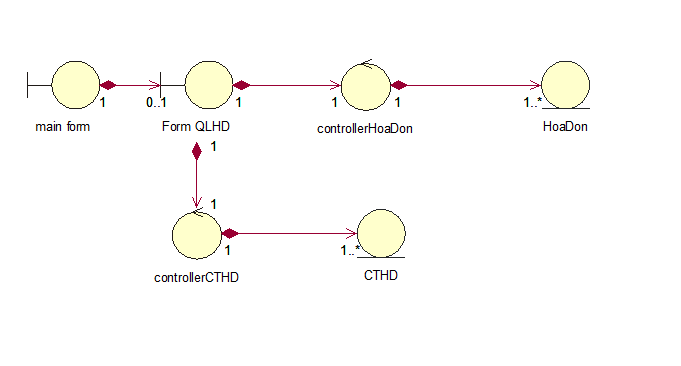 1
0..1
1
1
1
1..*
main form
Form QLHD
controllerHoaDon
HoaDon
1
1
1
1..*
controllerCTHD
CTHD